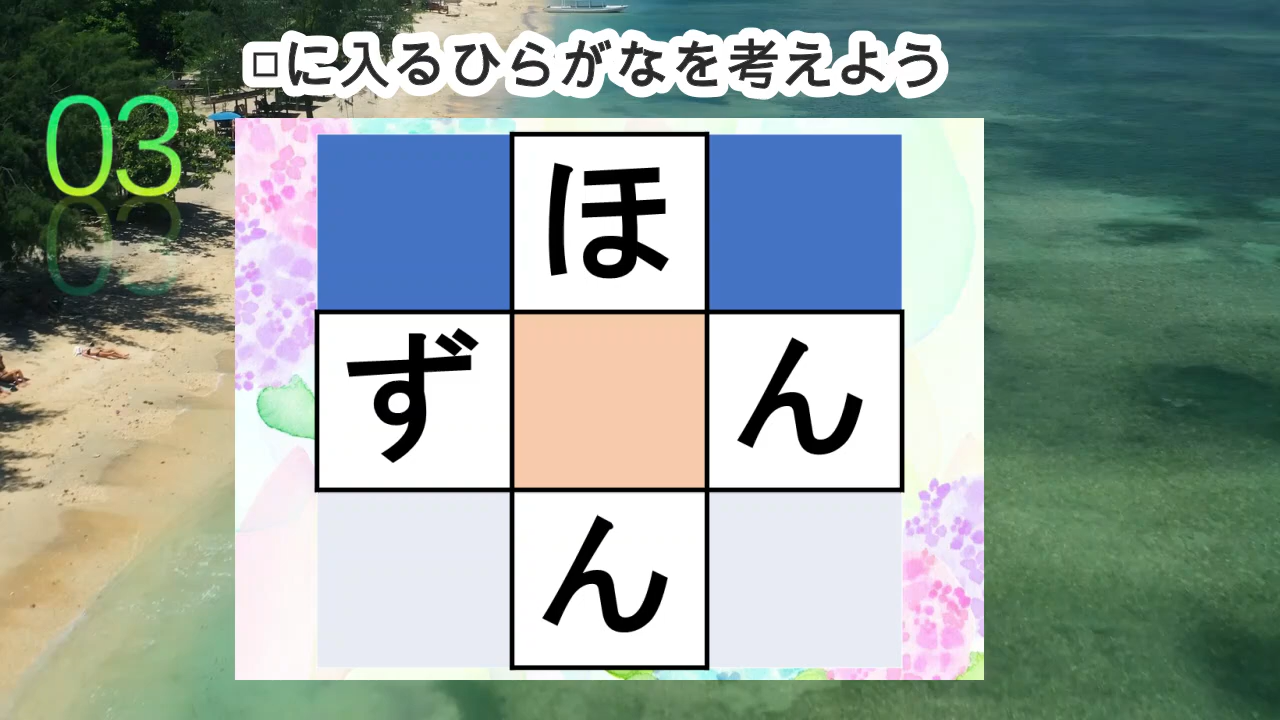 □に入るひらがなを考えよう
03
ほ
ず ん
ん